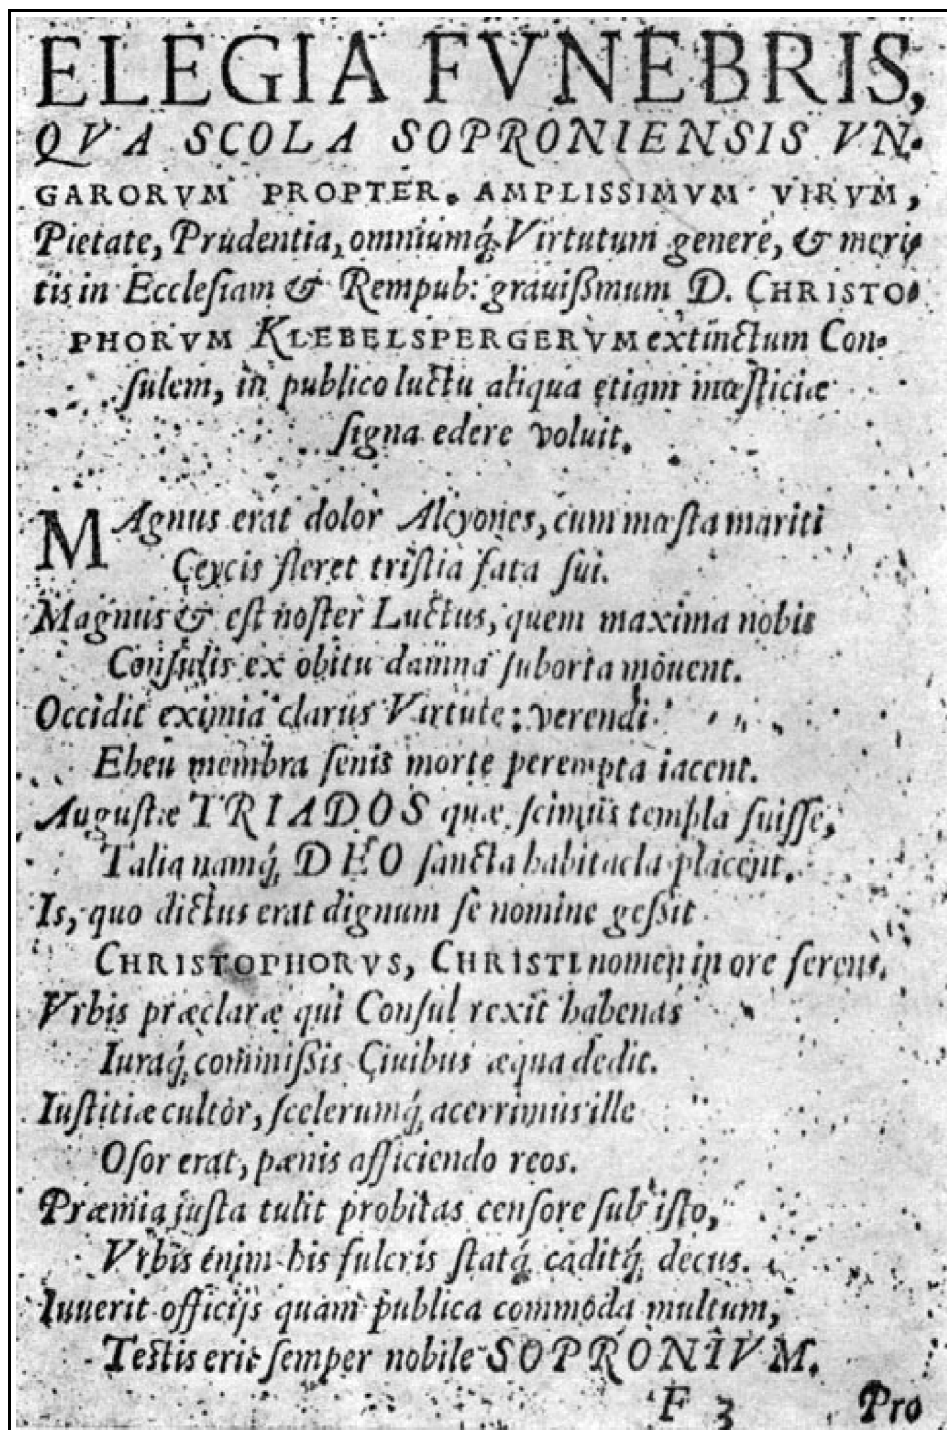 ELEGIA FVNEBRIS,
QVA SCOLA SOPRONIENSIS VN-
GARORVM PROPTER. AMPLISSIMVM VIRVM,
Pietate, Prudentia, omniumq́; Virtutum genere, & meri-
tis in Ecclesiam & Rempub: grauißmum D. CHRISTO-
PHORVM KLEBELSPERGERVM extinctum Con-
sulem, in publico luctu aliqua etiam mœsticiæ
signa edere voluit.
MAgnus erat dolor Alcyones, cum mœsta mariti
Ceycis fleret tristia fata sui.
Magnus & est noster Luctus, quem maxima nobis
Consulis ex obitu damna suborta mouent.
Occidit eximia clarus Virtute: verendi
Eheu membra senis morte perempta iacent.
Augustæ TRIADOS quæ scimus templa fuisse,
Talia namq́; DEO sancta habitacla placent.
Is, quo dictus erat dignum se nomine geßit
CHRISTOPHORVS, CHRISTI nomen in ore ferens.
Vrbis præclaræ qui Consul rexit habenas
Iuraq́; commißis Ciuibus æqua dedit.
Iustitiæ cultor, scelerumq́; acerrimus ille
Osor erat, pænis afficiendo reos.
Præmia justa tulit probitas censore sub isto,
Vrbis enim his fulcris statq́; caditq́; decus.
Iuuerit officijs quam publica commoda multum,
Testis erit semper nobile SOPRONIVM.
F 3 Pro